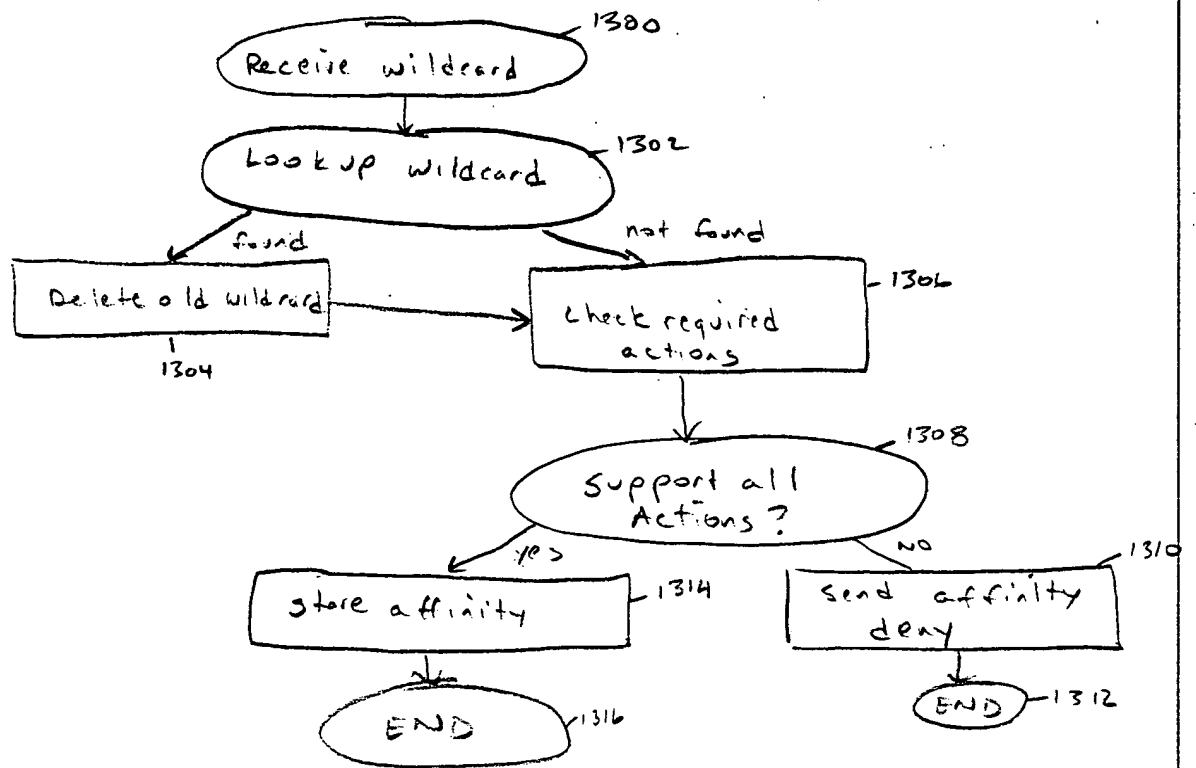 1300
Receive wildcard
1302
Lookup wildcard
found
not found
1306
Delete old wildcard
check required
actions
1304
1308
support all
Actions?
yes
NO
1310
store affinity
1314
send affinity
deny
END
1316
END
1312